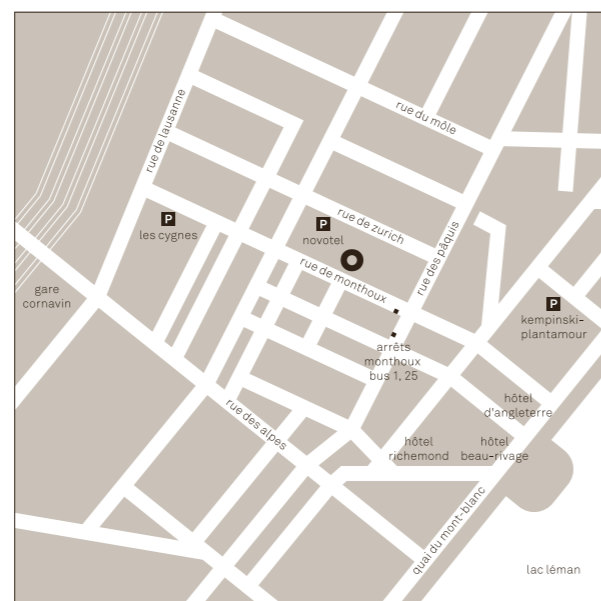 rue du môle
rue de lausanne
P
les cygnes
P
novotel
rue de zurich
rue des pâquis
rue de monthoux
gare
cornavin
P
kempinski-
plantamour
arrêts
monthoux
bus 1, 25
hôtel
d'angleterre
rue des alpes
hôtel
richemond
hôtel
beau-rivage
quai du mont-blanc
lac léman